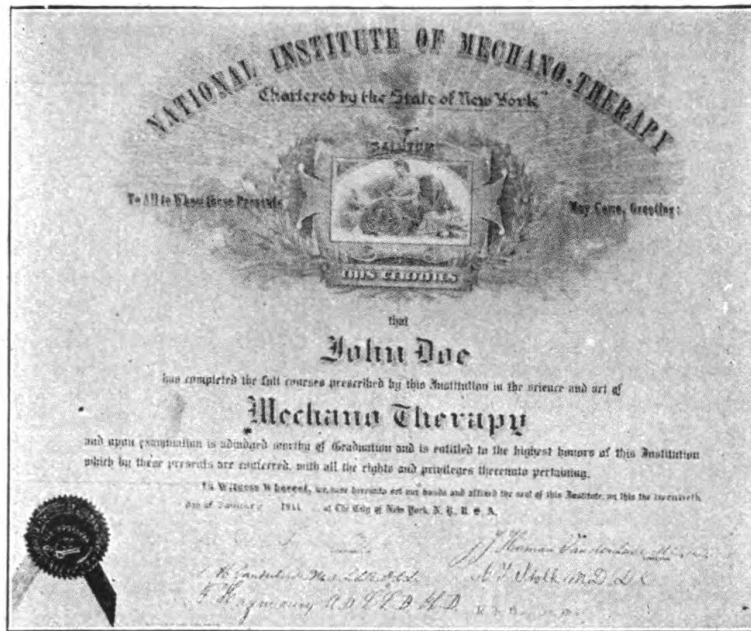 NATIONAL INSTITUTE OF MECHANO-THERAPY
"Chartered by the State of New York"
To All to Whom these Presents May Come, Greeting:
THIS CERTIFIES
that
John Doe
has completed the full courses prescribed by this Institution in the science and art of
Mechano Therapy
and upon examination is adjudged worthy of Graduation and is entitled to the highest honors of this Institution
which by these presents are conferred, with all the rights and privileges thereunto pertaining.
In Witness Whereof, we have hereunto set our hands and affixed the seal of this Institute, on this the twentieth
day of January 1911 at The City of New York, N. Y., U. S. A.
J. Herman
A. T. Stolk M.D.